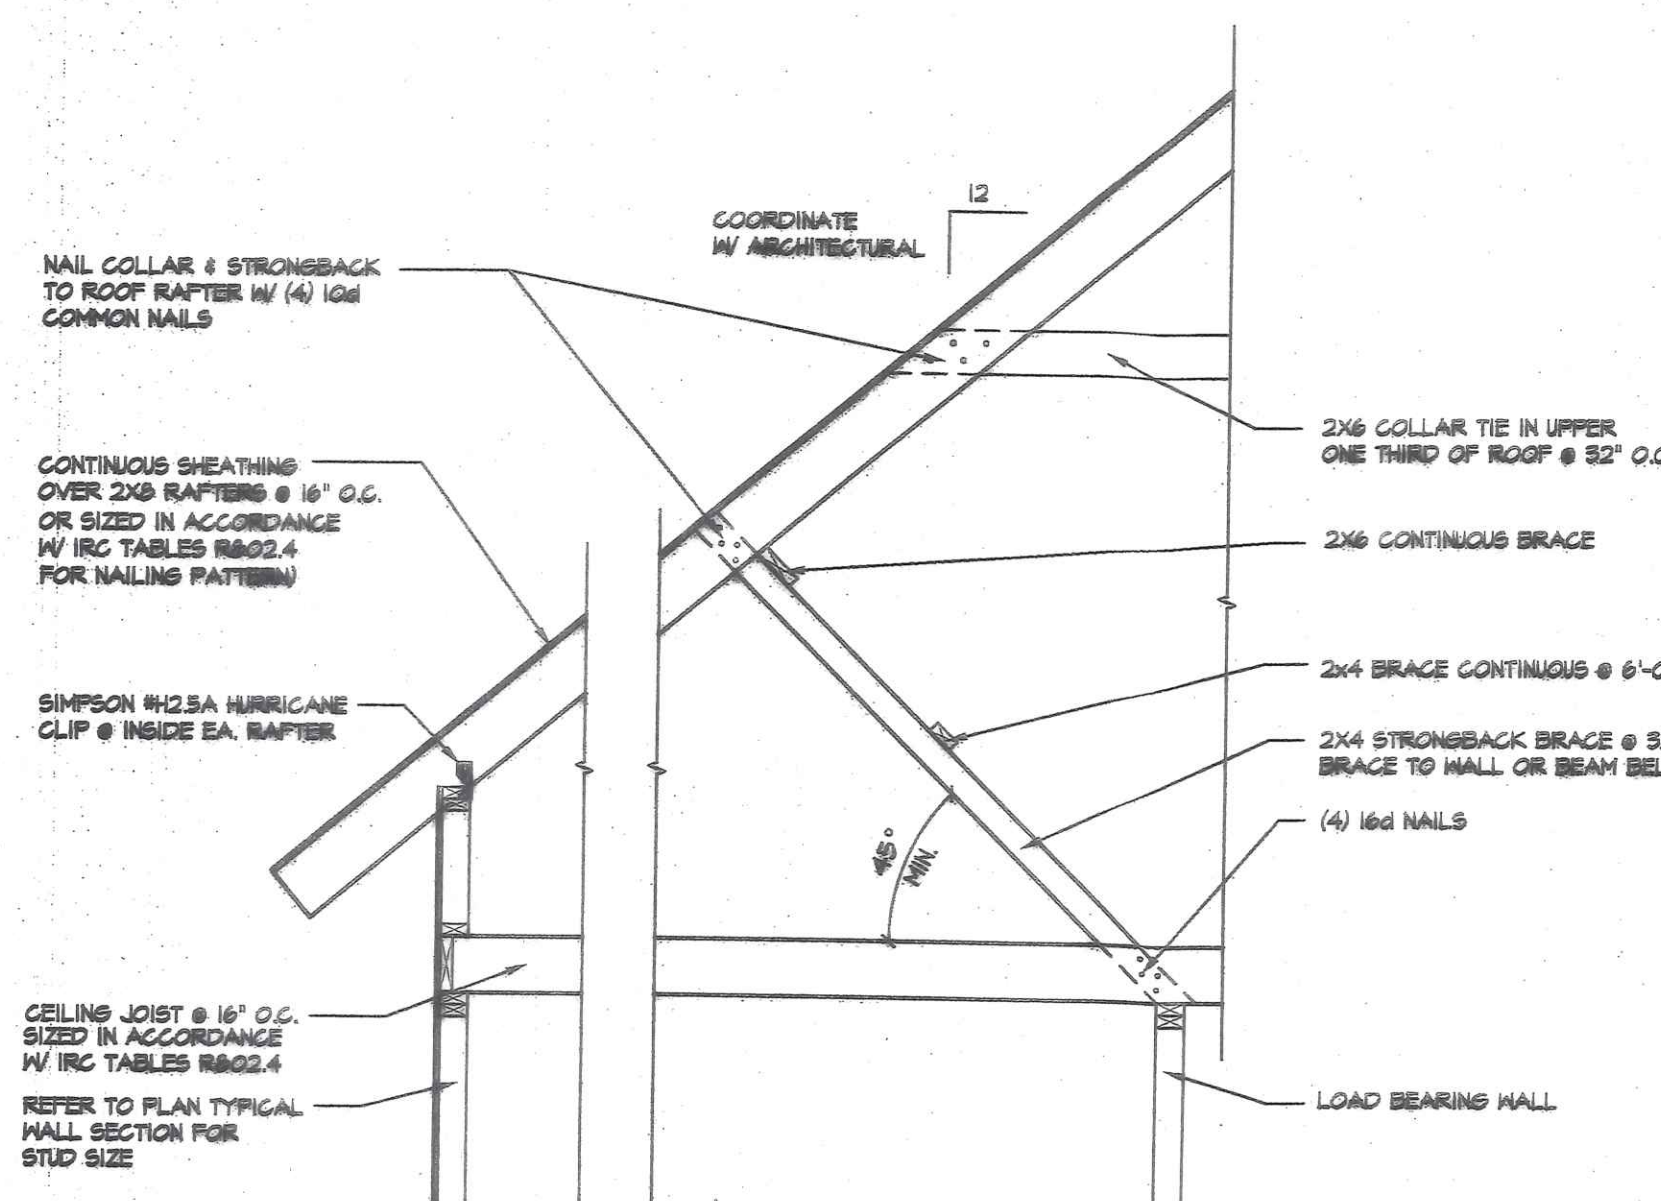 12
COORDINATE
W/ ARCHITECTURAL
NAIL COLLAR & STRONGBACK
TO ROOF RAFTER W/ (4) 10d
COMMON NAILS
CONTINUOUS SHEATHING
OVER 2X8 RAFTERS @ 16" O.C.
OR SIZED IN ACCORDANCE
W/ IRC TABLES R802.4
FOR NAILING PATTERN)
SIMPSON #H2.5A HURRICANE
CLIP @ INSIDE EA. RAFTER
CEILING JOIST @ 16" O.C.
SIZED IN ACCORDANCE
W/ IRC TABLES R802.4
REFER TO PLAN TYPICAL
WALL SECTION FOR
STUD SIZE
45°
MIN.
2X6 COLLAR TIE IN UPPER
ONE THIRD OF ROOF @ 32" O.C
2X6 CONTINUOUS BRACE
2x4 BRACE CONTINUOUS @ 6'-
2X4 STRONGBACK BRACE @ 3
BRACE TO WALL OR BEAM
(4) 16d NAILS
LOAD BEARING WALL